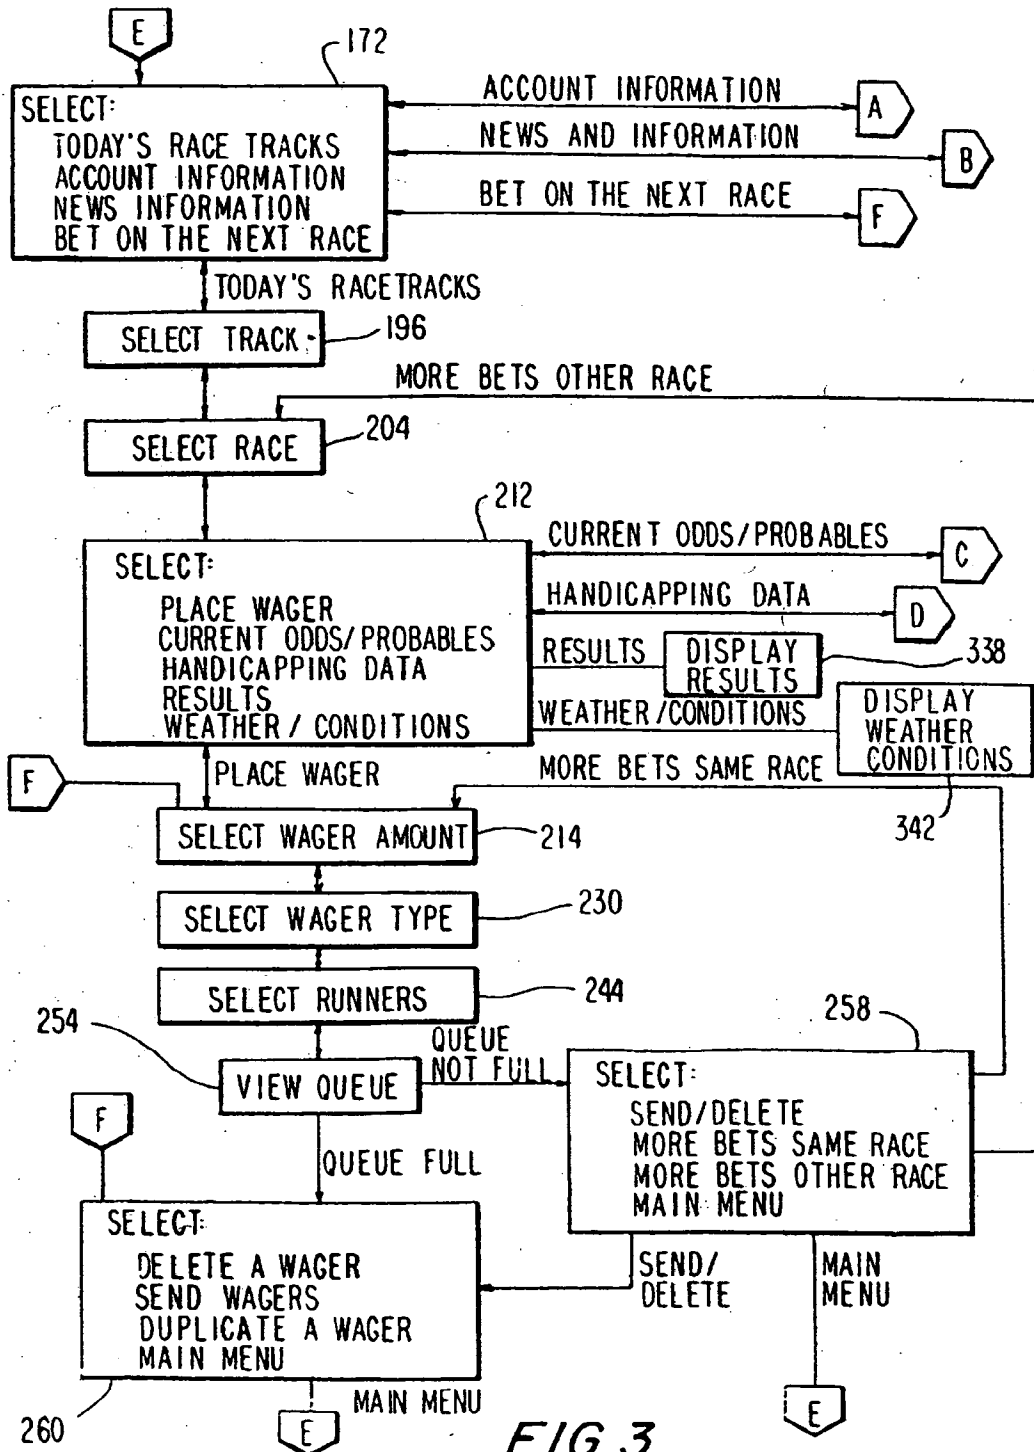 E
172
SELECT:
TODAY'S RACE TRACKS
ACCOUNT INFORMATION
NEWS INFORMATION
BET ON THE NEXT RACE
ACCOUNT INFORMATION
A
NEWS AND INFORMATION
B
BET ON THE NEXT RACE
F
TODAY'S RACETRACKS
SELECT TRACK
196
MORE BETS OTHER RACE
SELECT RACE
204
212
SELECT:
PLACE WAGER
CURRENT ODDS/PROBABLES
HANDICAPPING DATA
RESULTS
WEATHER / CONDITIONS
CURRENT ODDS/PROBABLES
C
HANDICAPPING DATA
D
RESULTS
DISPLAY
RESULTS
338
WEATHER/CONDITIONS
DISPLAY
WEATHER
CONDITIONS
342
F
PLACE WAGER
MORE BETS SAME RACE
SELECT WAGER AMOUNT
214
SELECT WAGER TYPE
230
SELECT RUNNERS
244
254
VIEW QUEUE
QUEUE
NOT FULL
258
SELECT:
SEND/DELETE
MORE BETS SAME RACE
MORE BETS OTHER RACE
MAIN MENU
F
QUEUE FULL
SELECT:
DELETE A WAGER
SEND WAGERS
DUPLICATE A WAGER
MAIN MENU
SEND/
DELETE
MAIN
MENU
260
MAIN MENU
E
E
FIG.3